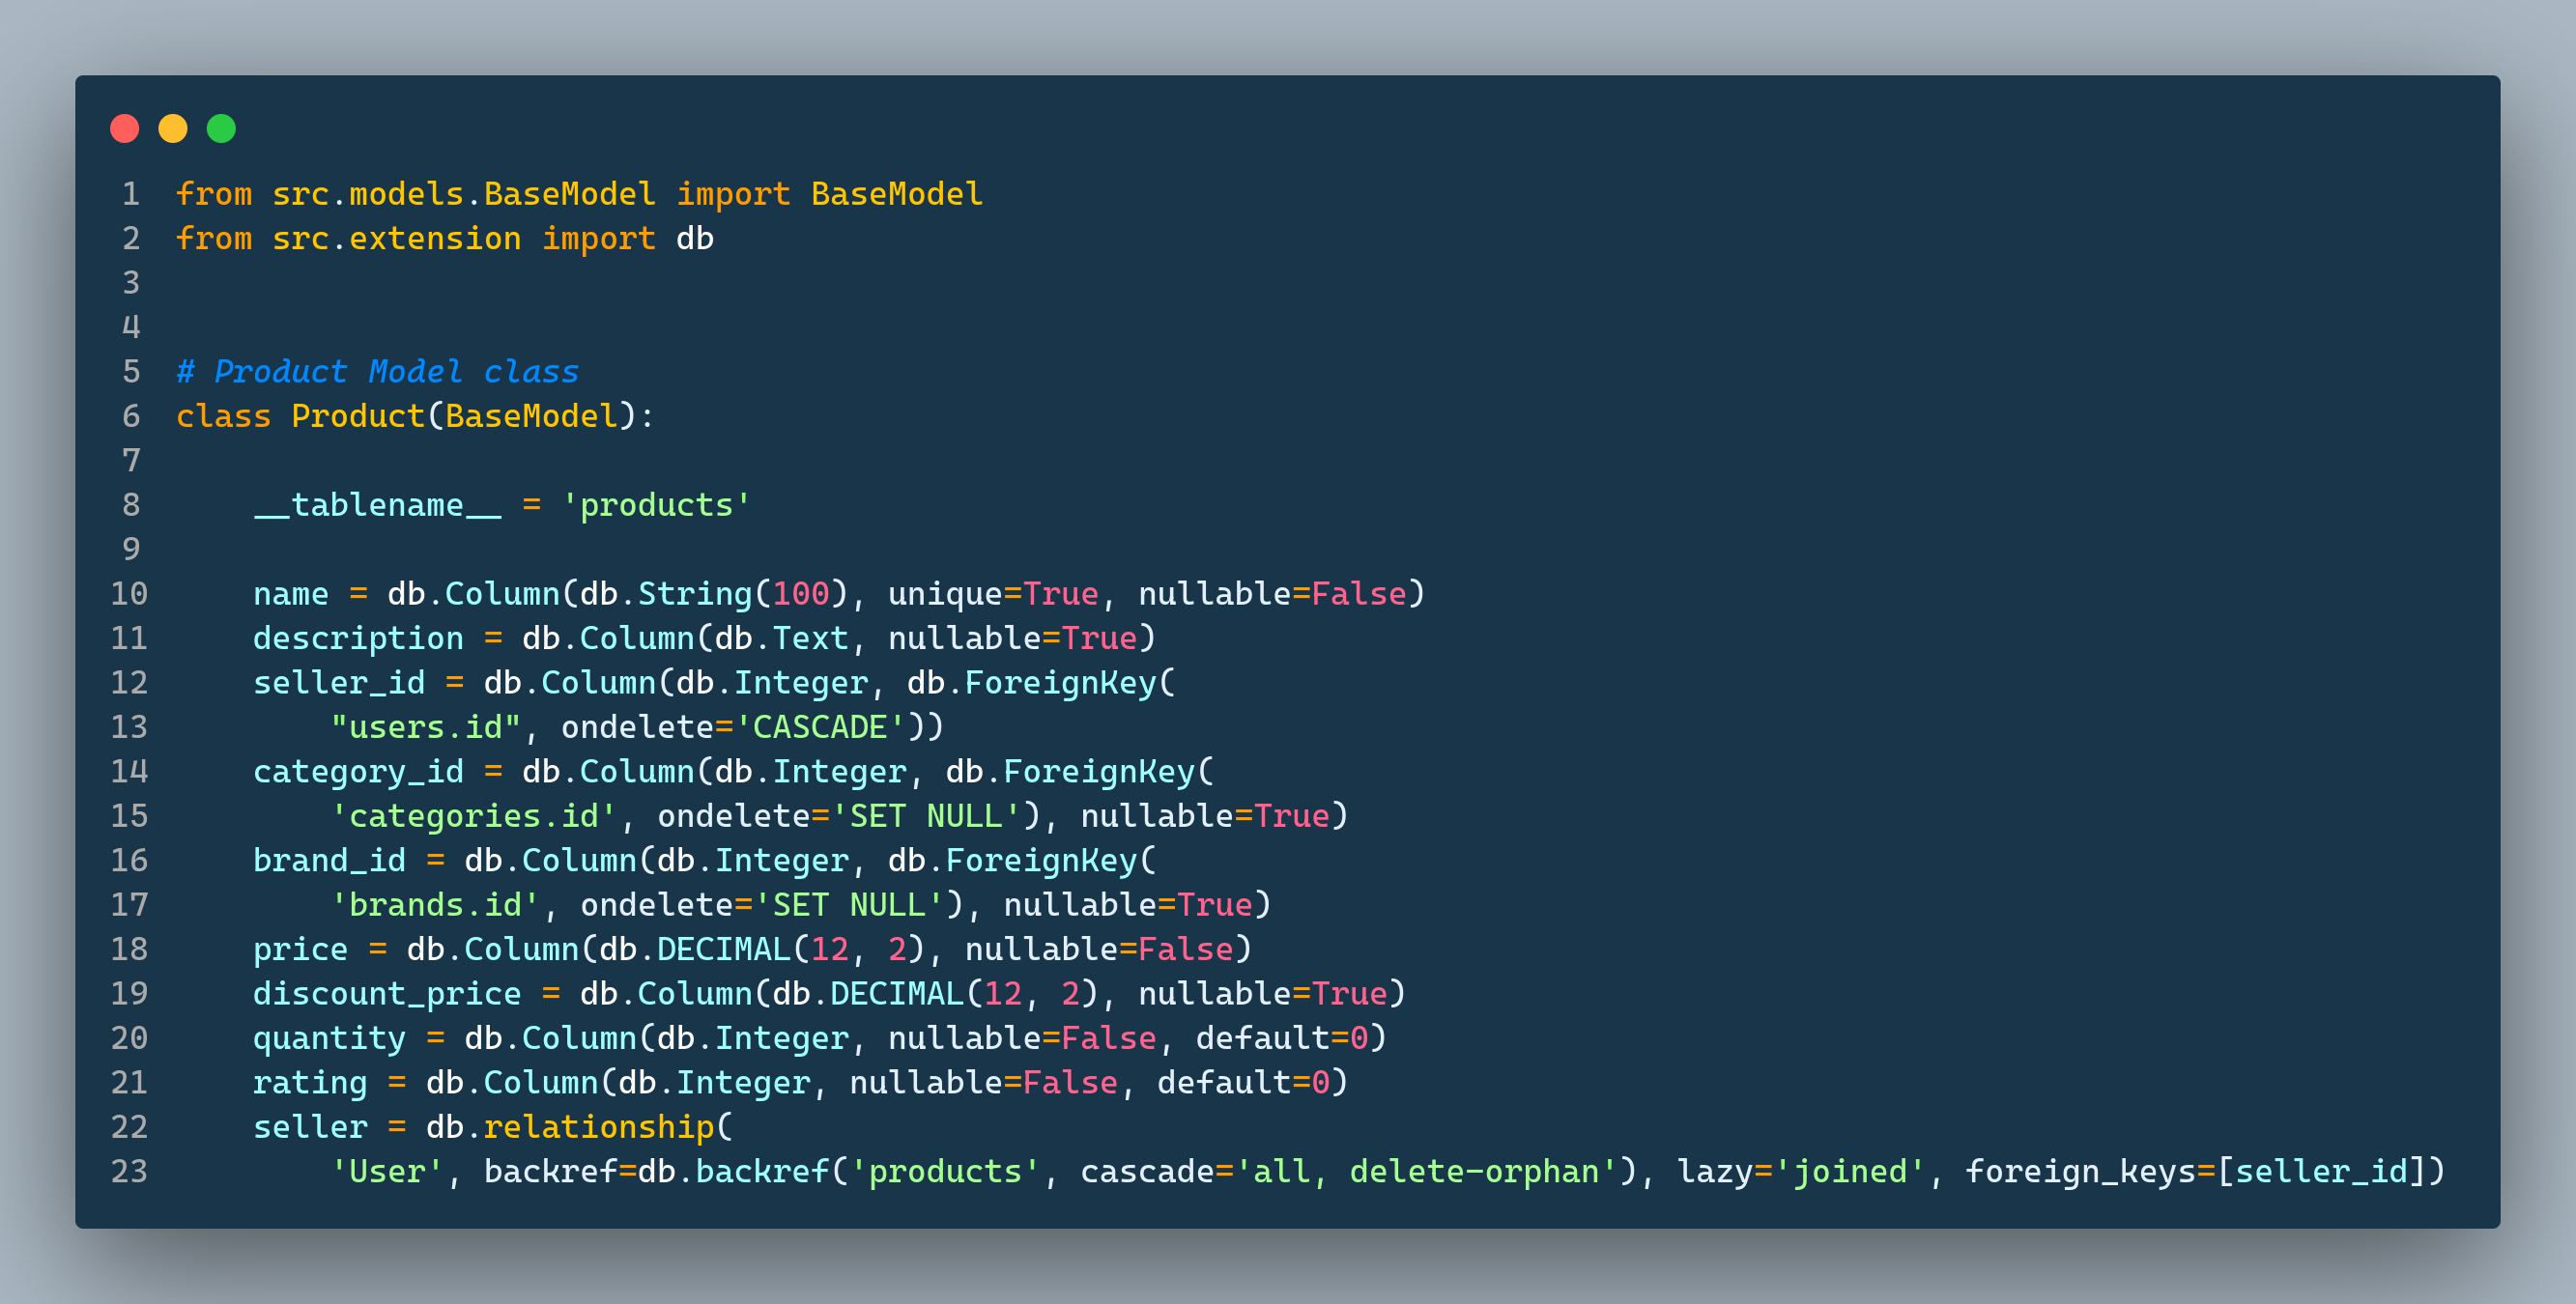 1 from src.models.BaseModel import BaseModel
2 from src.extension import db
3
4
5 # Product Model class
6 class Product(BaseModel):
7
8     __tablename__ = 'products'
9
10     name = db.Column(db.String(100), unique=True, nullable=False)
11     description = db.Column(db.Text, nullable=True)
12     seller_id = db.Column(db.Integer, db.ForeignKey(
13         "users.id", ondelete='CASCADE'))
14     category_id = db.Column(db.Integer, db.ForeignKey(
15         'categories.id', ondelete='SET NULL'), nullable=True)
16     brand_id = db.Column(db.Integer, db.ForeignKey(
17         'brands.id', ondelete='SET NULL'), nullable=True)
18     price = db.Column(db.DECIMAL(12, 2), nullable=False)
19     discount_price = db.Column(db.DECIMAL(12, 2), nullable=True)
20     quantity = db.Column(db.Integer, nullable=False, default=0)
21     rating = db.Column(db.Integer, nullable=False, default=0)
22     seller = db.relationship(
23         'User', backref=db.backref('products', cascade='all, delete-orphan'), lazy='joined', foreign_keys=[seller_id])